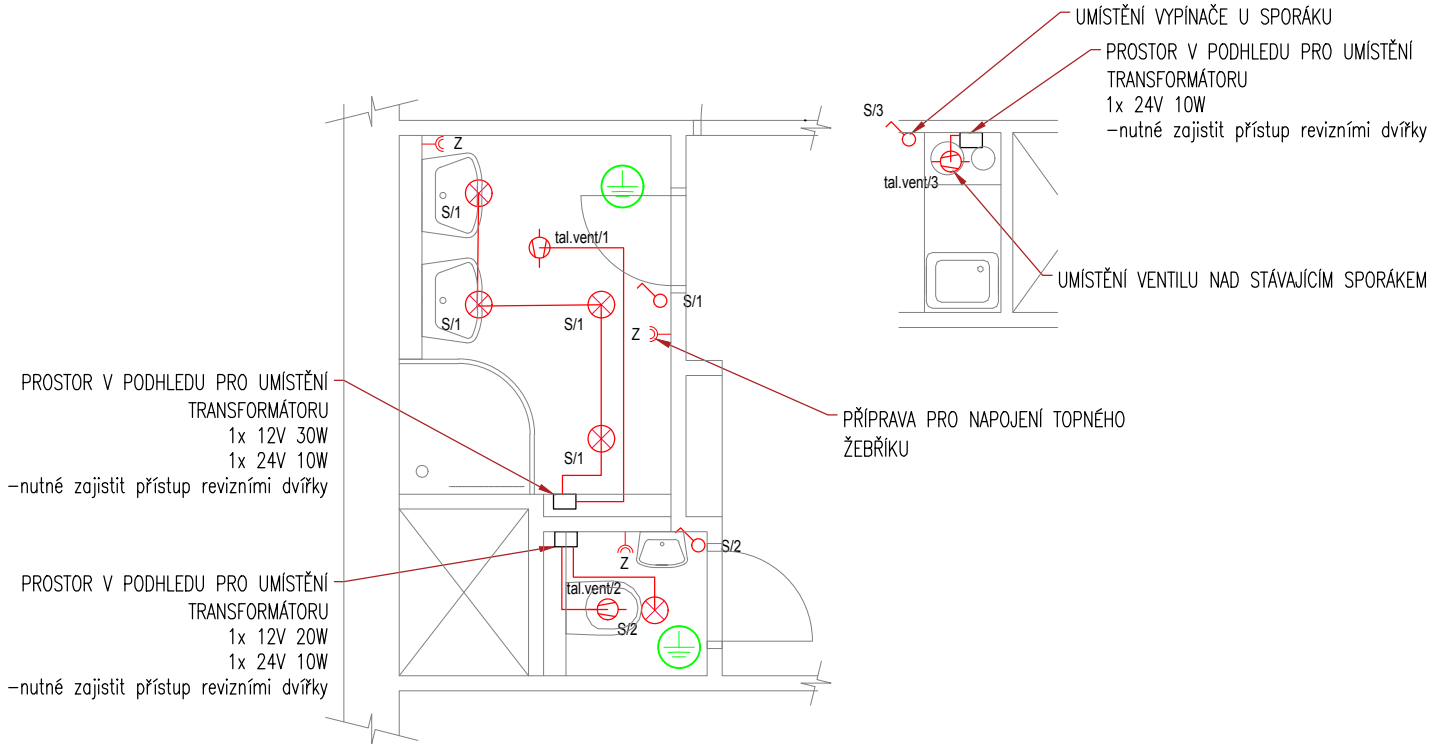 UMÍSTĚNÍ VYPÍNAČE U SPORÁKU
PROSTOR V PODHLEDU PRO UMÍSTĚNÍ
TRANSFORMÁTORU
1x 24V 10W
–nutné zajistit přístup revizními dvířky
S/3
tal.vent/3
UMÍSTĚNÍ VENTILU NAD STÁVAJÍCÍM SPORÁKEM
Z
S/1
tal.vent/1
S/1
S/1
S/1
Z
S/1
PŘÍPRAVA PRO NAPOJENÍ TOPNÉHO
ŽEBŘÍKU
PROSTOR V PODHLEDU PRO UMÍSTĚNÍ
TRANSFORMÁTORU
1x 12V 30W
1x 24V 10W
–nutné zajistit přístup revizními dvířky
S/2
Z
tal.vent/2
S/2
PROSTOR V PODHLEDU PRO UMÍSTĚNÍ
TRANSFORMÁTORU
1x 12V 20W
1x 24V 10W
–nutné zajistit přístup revizními dvířky